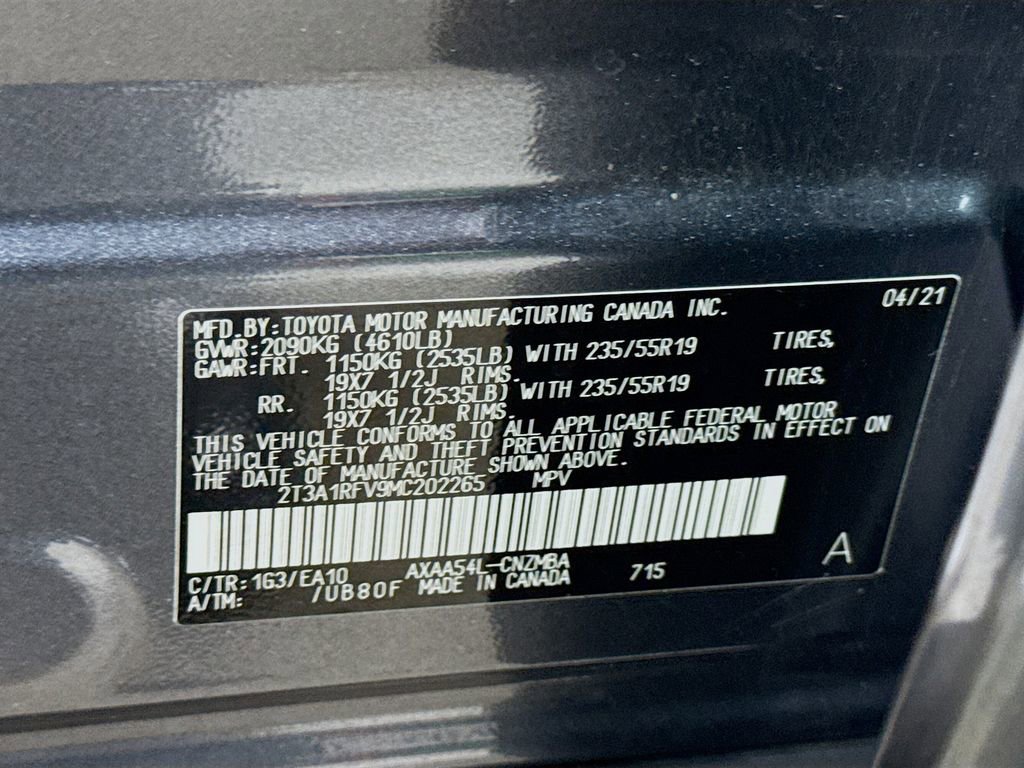 MFD. BY: TOYOTA MOTOR MANUFACTURING CANADA INC. 04/21
GVWR: 2090KG (4610LB)
GAWR: FRT. 1150KG (2535LB) WITH 235/55R19 TIRES,
19X7 1/2J RIMS.
RR. 1150KG (2535LB) WITH 235/55R19 TIRES,
19X7 1/2J RIMS.
THIS VEHICLE CONFORMS TO ALL APPLICABLE FEDERAL MOTOR
VEHICLE SAFETY AND THEFT PREVENTION STANDARDS IN EFFECT ON
THE DATE OF MANUFACTURE SHOWN ABOVE.
2T3A1RFV9MC202265 MPV
C/TR: 1G3/EA10 AXAA54L-CNZMBA 715 A
A/TM: /UB80F MADE IN CANADA